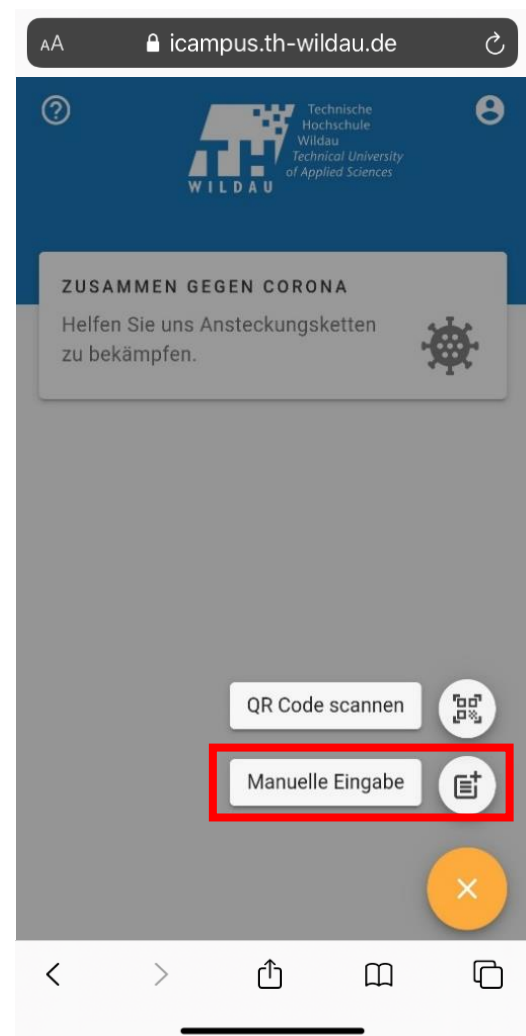 AA icampus.th-wildau.de
Technische
Hochschule
Wildau
Technical University
of Applied Sciences
TH
WILDAU
ZUSAMMEN GEGEN CORONA
Helfen Sie uns Ansteckungsketten
zu bekämpfen.
QR Code scannen
Manuelle Eingabe